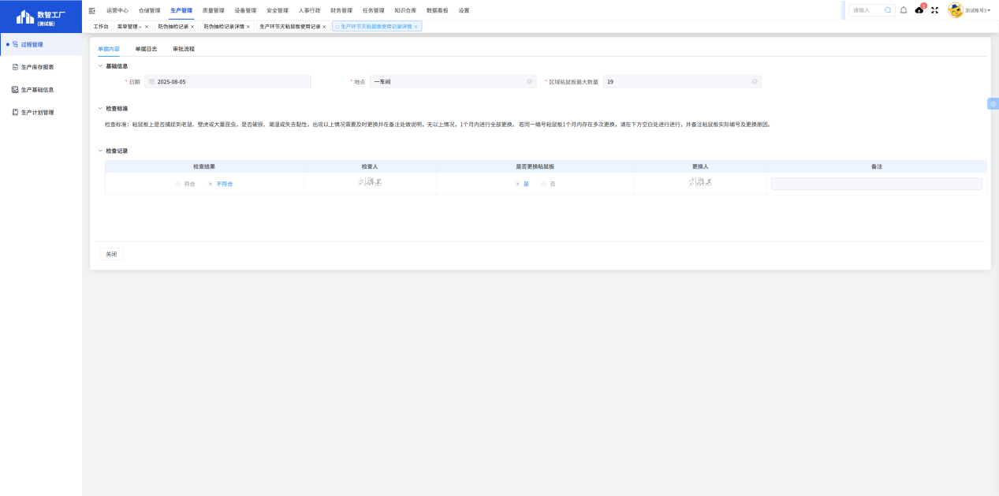 数智工厂
(测试版)
运营中心 仓储管理 生产管理 质量管理 设备管理 安全管理 人事行政 财务管理 任务管理 知识仓库 数据看板 设置
请输入
1
测试账号3
工作台 菜单管理 防伪抽检记录 防伪抽检记录详情 生产环节灭粘鼠板使用记录 生产环节灭粘鼠板使用记录详情
过程管理
生产库存报表
生产基础信息
生产计划管理
单据内容 单据日志 审批流程
基础信息
* 日期 2025-08-05 * 地点 一车间 * 区域粘鼠板最大数量 19
检查标准
检查标准：粘鼠板上是否捕捉到老鼠、壁虎或大量昆虫，是否破损、潮湿或失去黏性，出现以上情况需要及时更换并在备注处做说明，无以上情况，1个月内进行全部更换。 若同一编号粘鼠板1个月内存在多次更换，请在下方空白处进行进行，并备注粘鼠板实际编号及更换原因。
检查记录
检查结果 检查人 是否更换粘鼠板 更换人 备注
符合 不符合 是 否
关闭